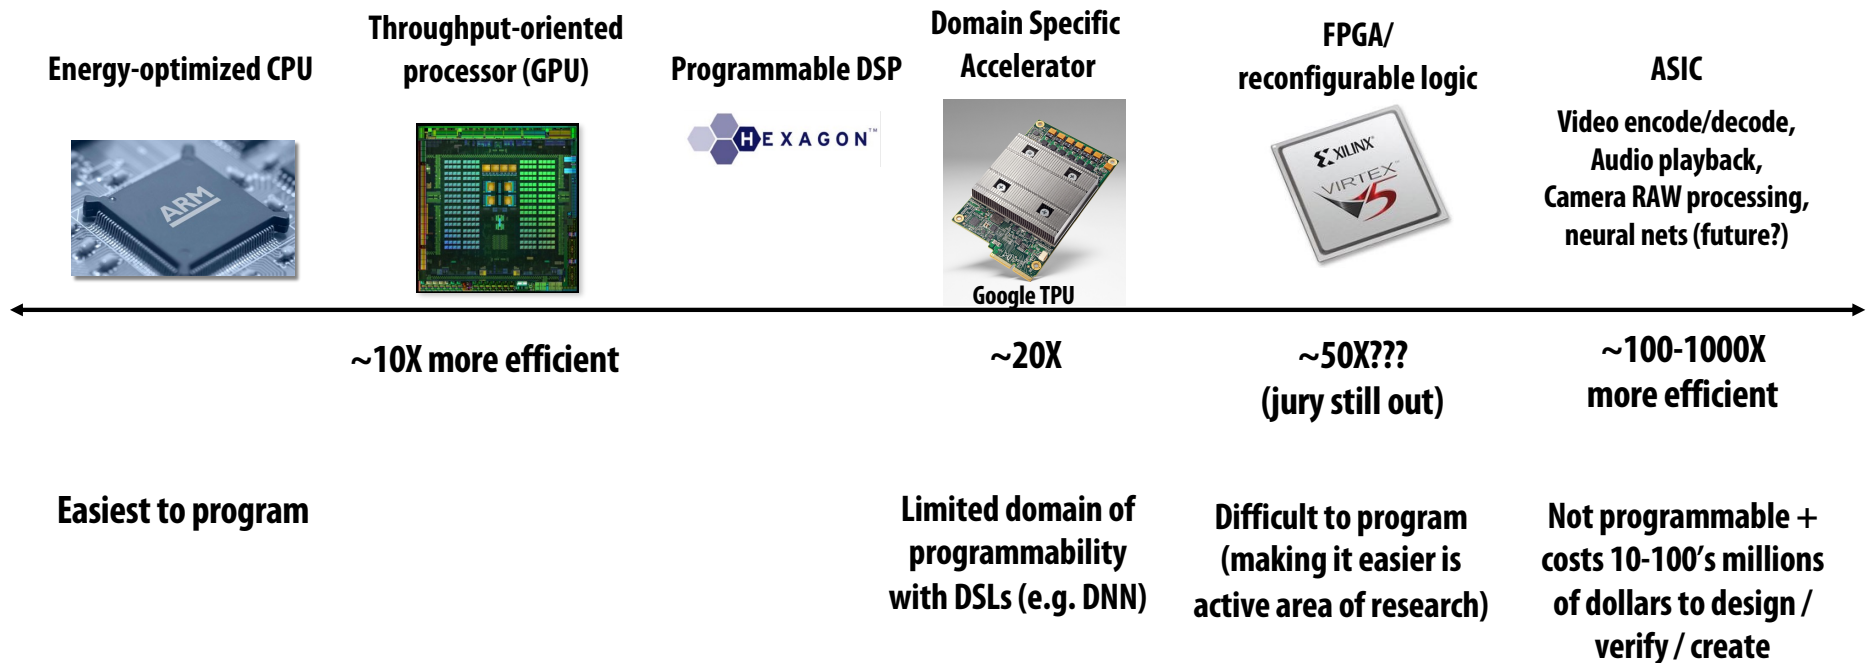 Energy-optimized CPU
Throughput-oriented
processor (GPU)
Programmable DSP
Domain Specific
Accelerator
FPGA/
reconfigurable logic
ASIC
ARM
HEXAGON™
Google TPU
XILINX®
VIRTEX™
5
Video encode/decode,
Audio playback,
Camera RAW processing,
neural nets (future?)
~10X more efficient
~20X
~50X???
(jury still out)
~100-1000X
more efficient
Easiest to program
Limited domain of
programmability
with DSLs (e.g. DNN)
Difficult to program
(making it easier is
active area of research)
Not programmable +
costs 10-100’s millions
of dollars to design /
verify / create